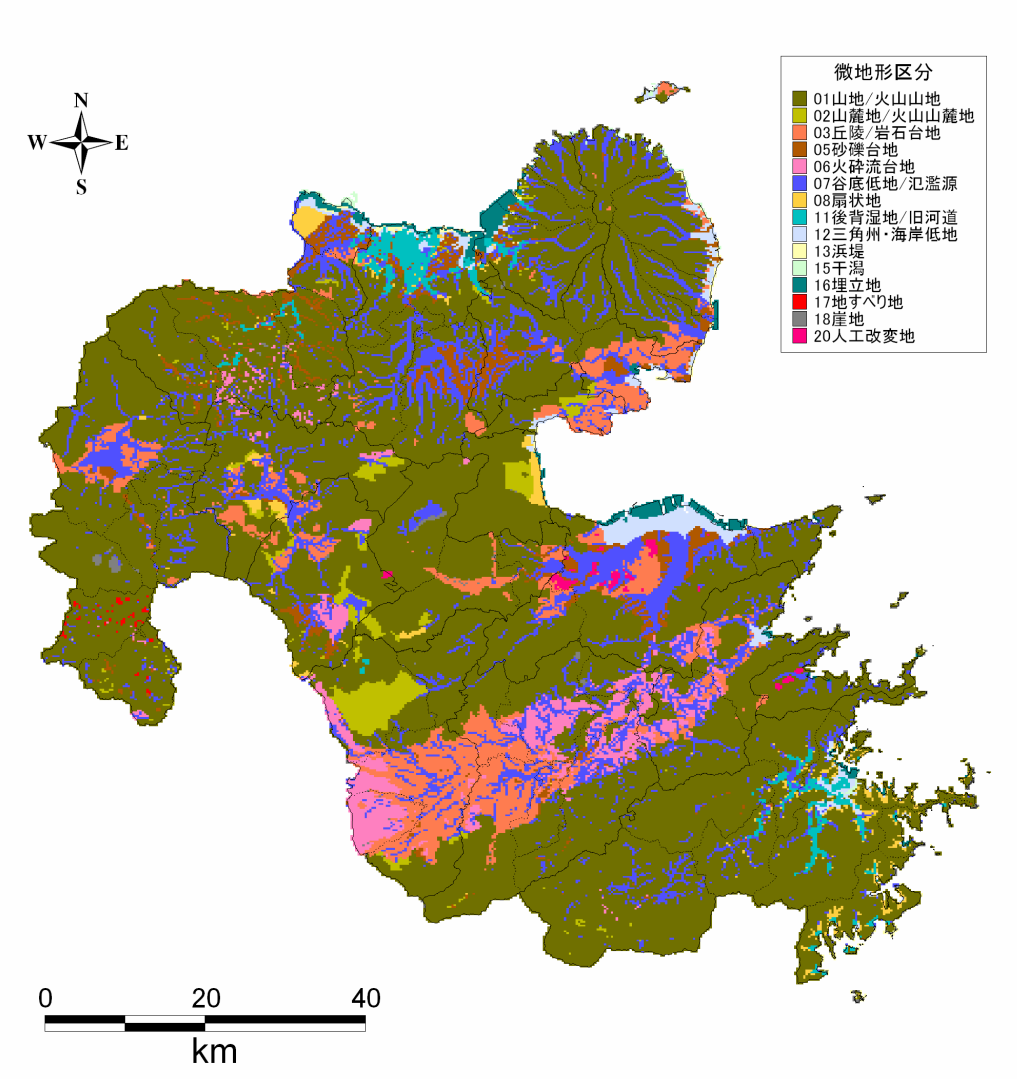 微地形区分
01山地/火山山地
02山麓地/火山山麓地
03丘陵/岩石台地
05砂礫台地
06火砕流台地
07谷底低地/氾濫源
08扇状地
11後背湿地/旧河道
12三角州・海岸低地
13浜堤
15干潟
16埋立地
17地すべり地
18崖地
20人工改変地
N
W E
S
0 20 40
km